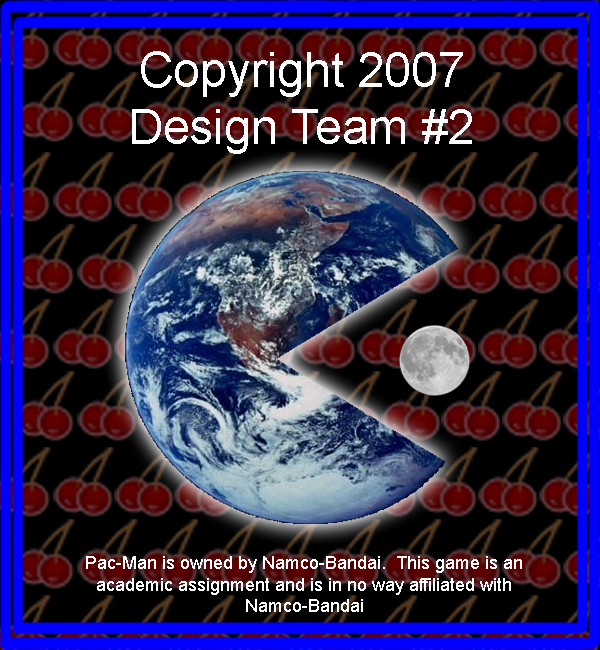 Copyright 2007
Design Team #2
Pac-Man is owned by Namco-Bandai.  This game is an
academic assignment and is in no way affiliated with
Namco-Bandai